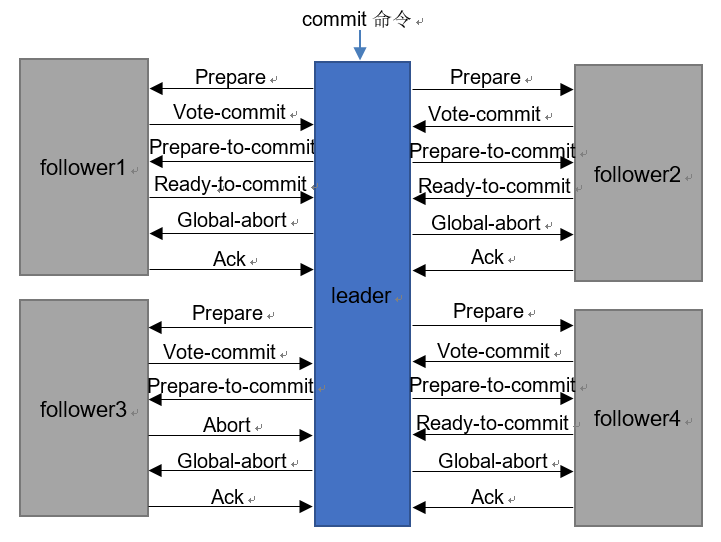 commit 命令
follower1
Prepare
Vote-commit
Prepare-to-commit
Ready-to-commit
Global-abort
Ack
leader
Prepare
Vote-commit
Prepare-to-commit
Ready-to-commit
Global-abort
Ack
follower2
follower3
Prepare
Vote-commit
Prepare-to-commit
Abort
Global-abort
Ack
Prepare
Vote-commit
Prepare-to-commit
Ready-to-commit
Global-abort
Ack
follower4